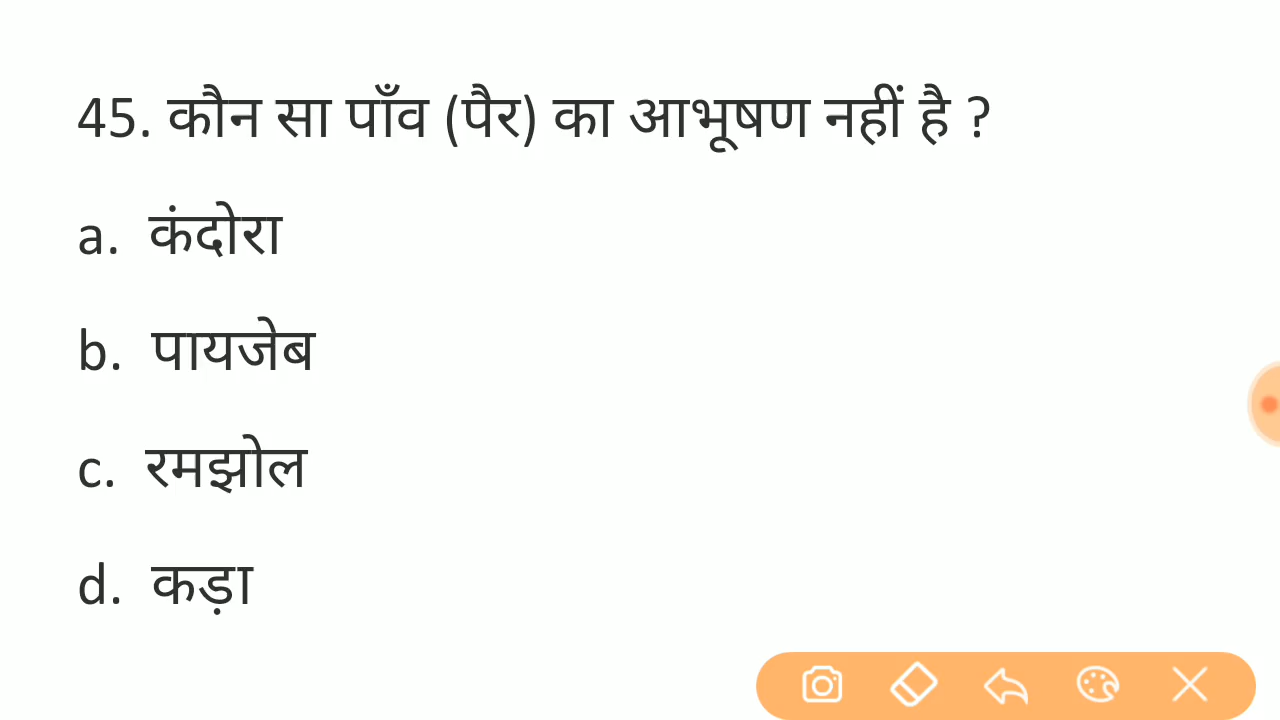 45. कौन सा पाँव (पैर) का आभूषण नहीं है ?
a. कंदोरा
b. पायजेब
c. रमझोल
d. कड़ा